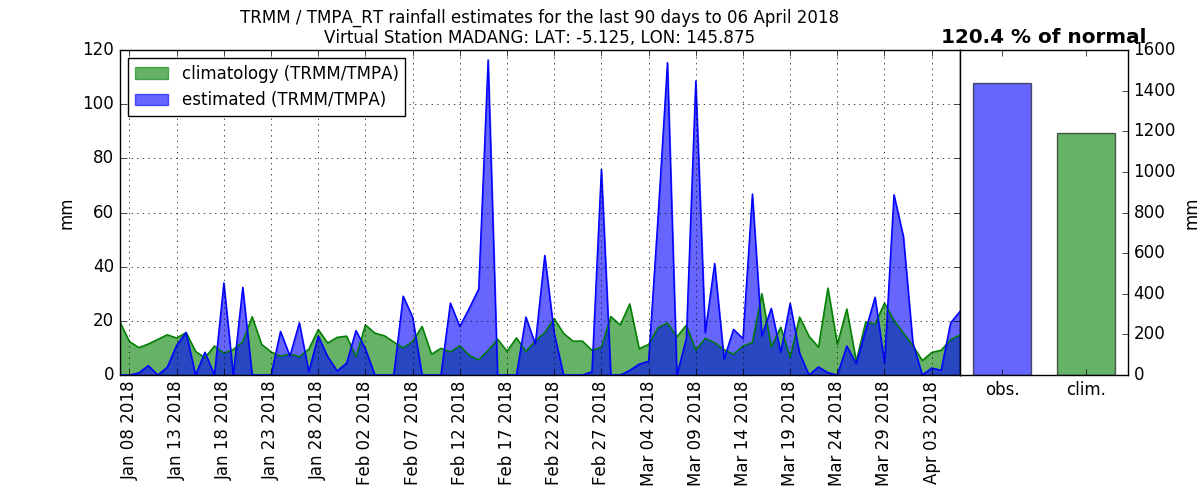 TRMM / TMPA_RT rainfall estimates for the last 90 days to 06 April 2018
Virtual Station MADANG: LAT: -5.125, LON: 145.875
120.4 % of normal
climatology (TRMM/TMPA)
estimated (TRMM/TMPA)
120
100
80
60
40
20
0
mm
Jan 08 2018
Jan 13 2018
Jan 18 2018
Jan 23 2018
Jan 28 2018
Feb 02 2018
Feb 07 2018
Feb 12 2018
Feb 17 2018
Feb 22 2018
Feb 27 2018
Mar 04 2018
Mar 09 2018
Mar 14 2018
Mar 19 2018
Mar 24 2018
Mar 29 2018
Apr 03 2018
obs.
clim.
1600
1400
1200
1000
800
600
400
200
0
mm